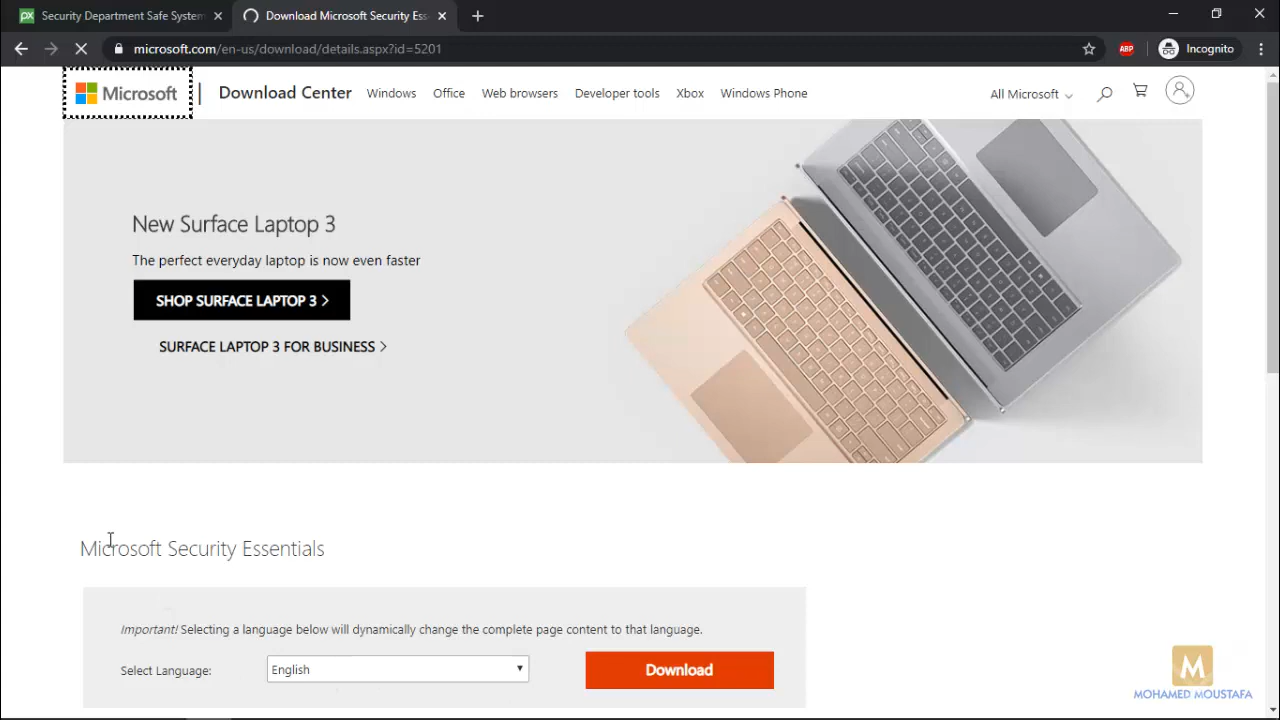 Security Department Safe System
Download Microsoft Security Ess
microsoft.com/en-us/download/details.aspx?id=5201
ABP
Incognito
Microsoft
Download Center
Windows
Office
Web browsers
Developer tools
Xbox
Windows Phone
All Microsoft
New Surface Laptop 3
The perfect everyday laptop is now even faster
SHOP SURFACE LAPTOP 3 >
SURFACE LAPTOP 3 FOR BUSINESS >
Microsoft Security Essentials
Important! Selecting a language below will dynamically change the complete page content to that language.
Select Language:
English
Download
M
MOHAMED MOUSTAFA